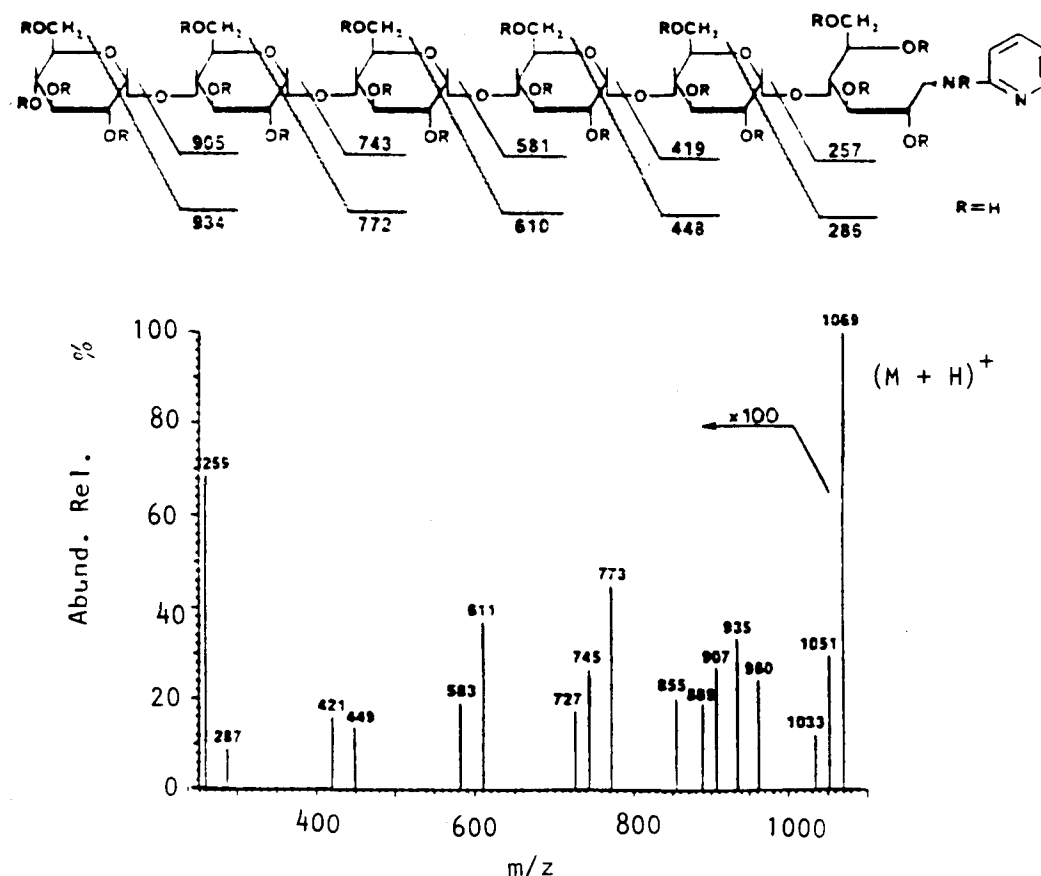 ROCH2 ROCH2 ROCH2 ROCH2 ROCH2 ROCH2
O O O O O OR
OR O OR O OR O OR O OR O OR NR
RO OR OR OR OR OR OR N
905 743 581 419 257
934 772 610 448 286
R=H
100
%
1069
(M + H)+
×100
80
255
60
773
40
611
935
1051
745
907
960
20
583
727
855
889
421
449
1033
287
0
Abund. Rel.
400 600 800 1000
m/z